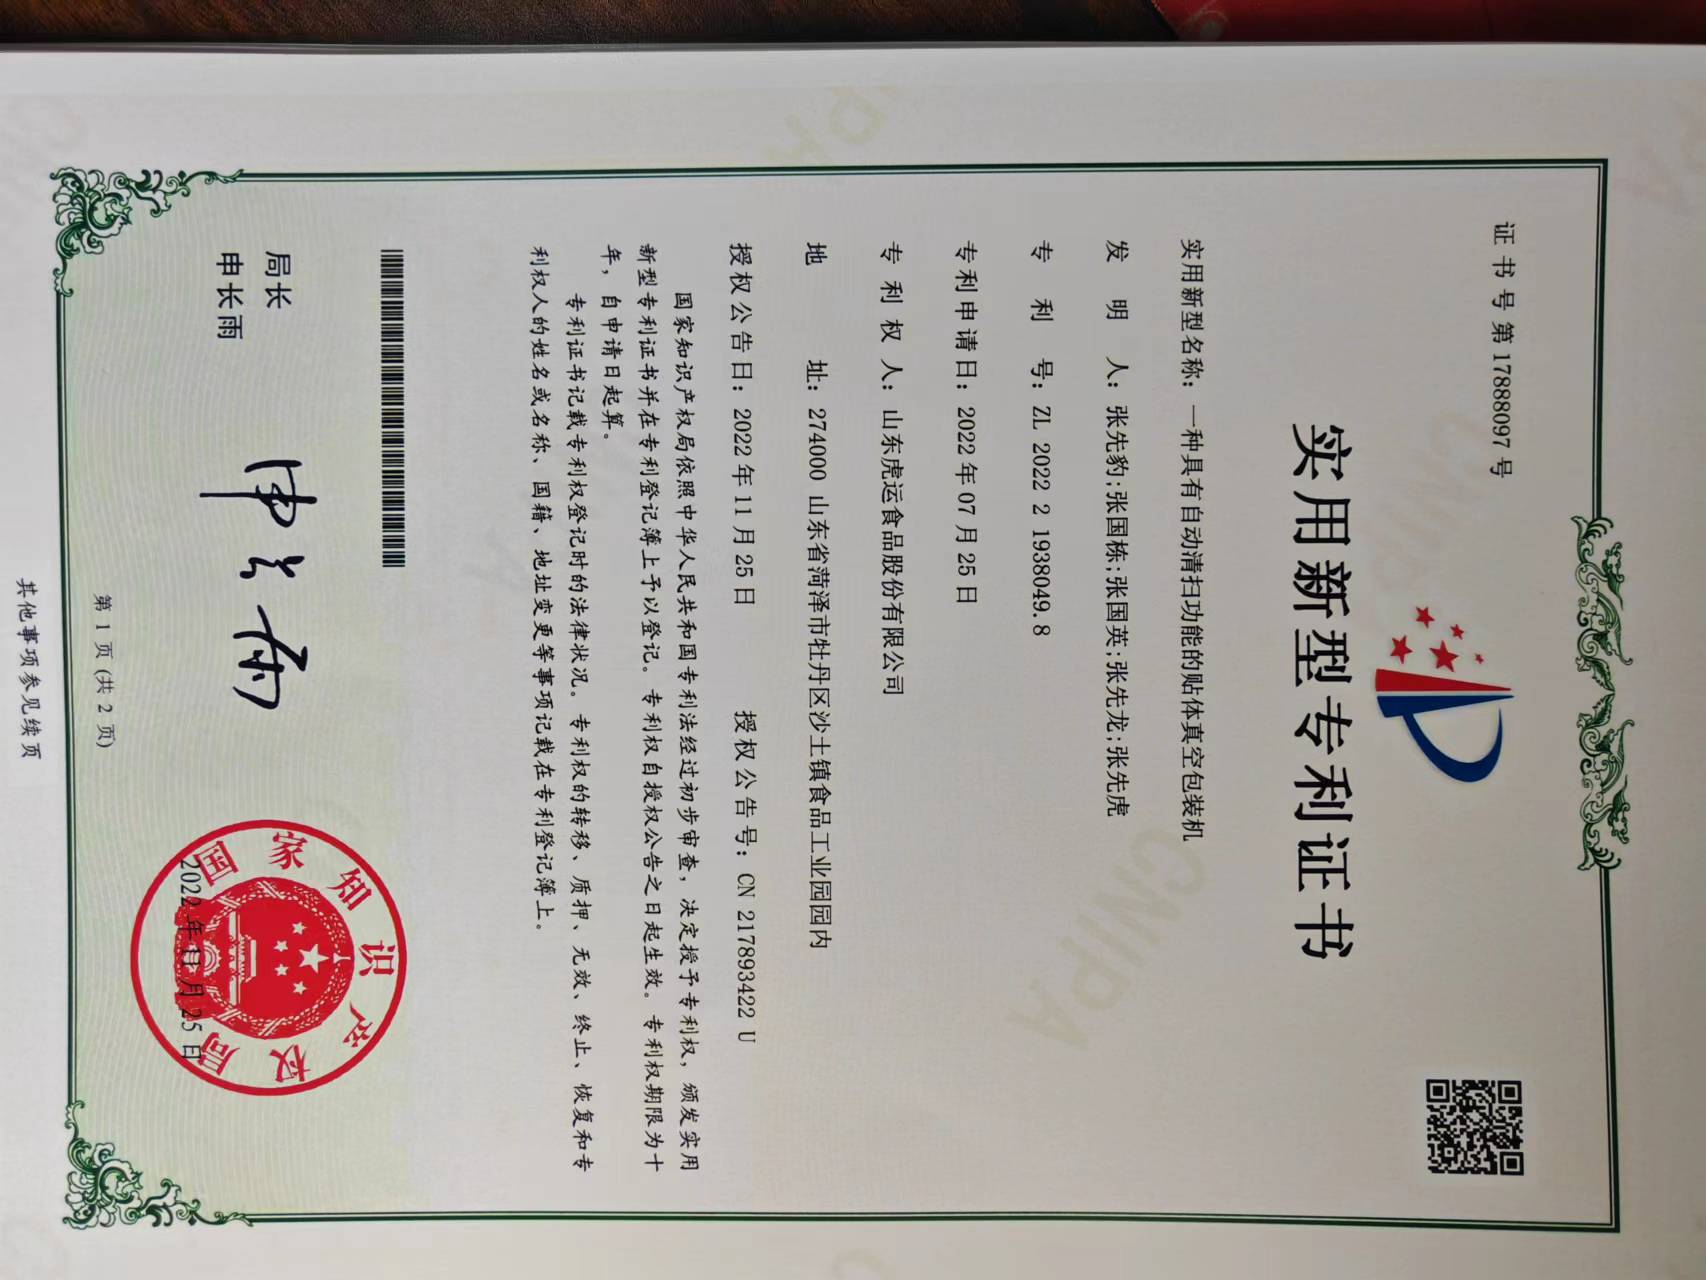 证书号第17888097号
实用新型专利证书
实用新型名称：一种具有自动清扫功能的贴体真空包装机
发明人：张先豹;张国栋;张国英;张先龙;张先虎
专利号：ZL 2022 2 1938049.8
专利申请日：2022年07月25日
专利权人：山东虎运食品股份有限公司
地址：274000 山东省菏泽市牡丹区沙土镇食品工业园园内
授权公告日：2022年11月25日 授权公告号：CN 217893422 U
国家知识产权局依照中华人民共和国专利法经过初步审查，决定授予专利权，颁发实用
新型专利证书并在专利登记簿上予以登记。专利权自授权公告之日起生效。专利权期限为十
年，自申请日起算。
专利证书记载专利权登记时的法律状况。专利权的转移、质押、无效、终止、恢复和专
利权人的姓名或名称、国籍、地址变更等事项记载在专利登记簿上。
局长
申长雨
申长雨
国家知识产权局
2022年11月25日
第1页(共2页)
其他事项参见续页
CNIPA